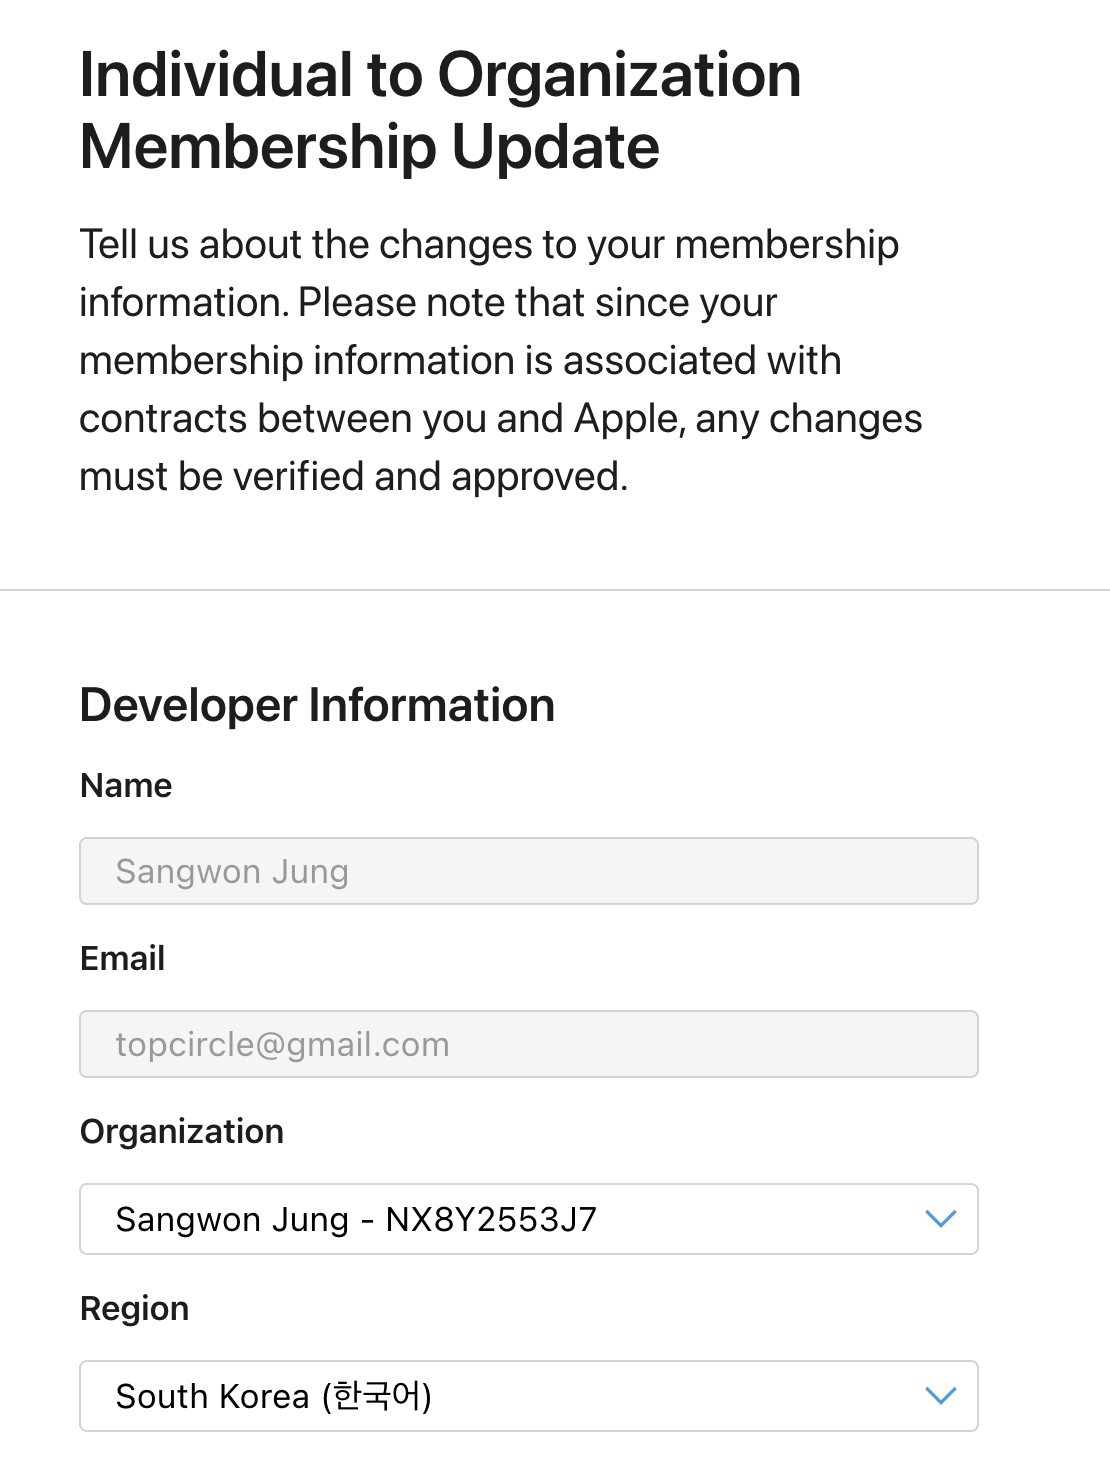 Individual to Organization
Membership Update
Tell us about the changes to your membership
information. Please note that since your
membership information is associated with
contracts between you and Apple, any changes
must be verified and approved.
Developer Information
Name
Sangwon Jung
Email
topcircle@gmail.com
Organization
Sangwon Jung - NX8Y2553J7
Region
South Korea (한국어)